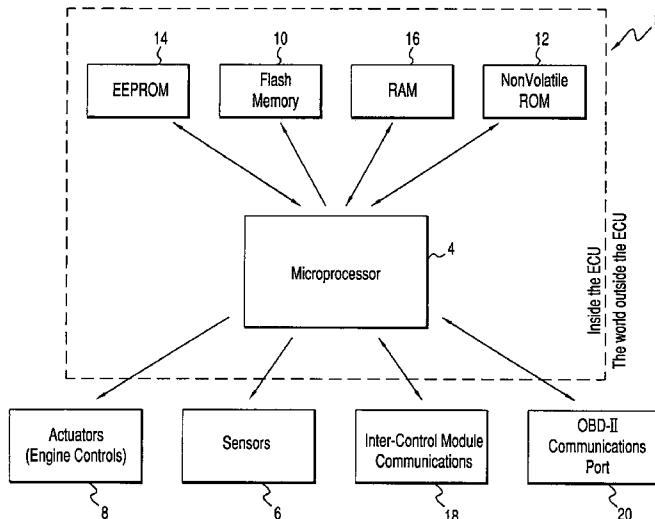 14
10
16
12
EEPROM
Flash
Memory
RAM
NonVolatile
ROM
Microprocessor
4
Inside the ECU
The world outside the ECU
Actuators
(Engine Controls)
Sensors
Inter-Control Module
Communications
OBD-II
Communications
Port
8
6
18
20